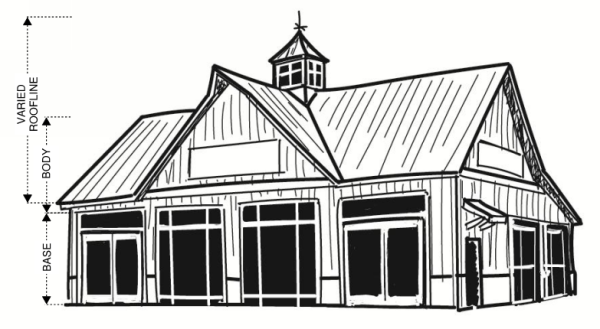 VARIED
ROOFLINE
BODY
BASE